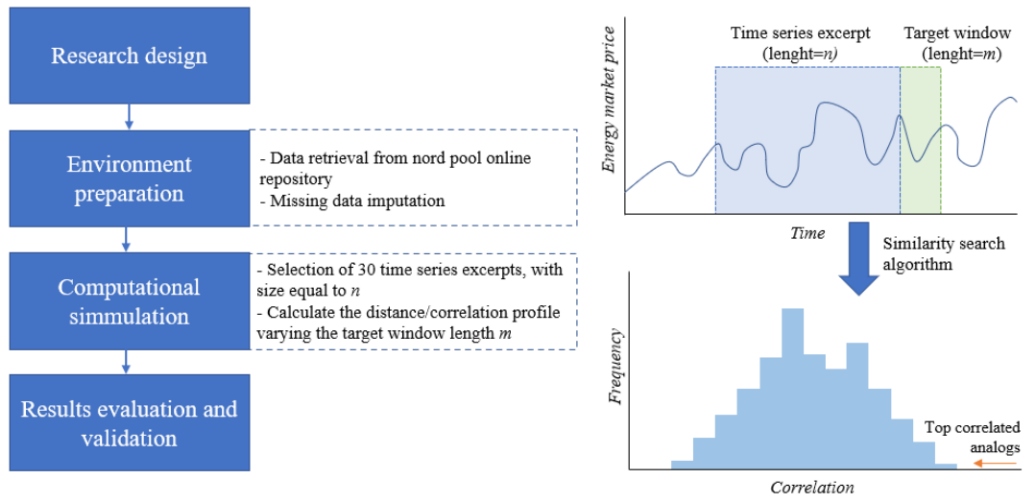 Research design
Environment
preparation
- Data retrieval from nord pool online
repository
- Missing data imputation
Computational
simmulation
- Selection of 30 time series excerpts, with
size equal to n
- Calculate the distance/correlation profile
varying the target window length m
Results evaluation and
validation
Time series excerpt
(lenght=n)
Target window
(lenght=m)
Energy market price
Time
Similarity search
algorithm
Frequency
Top correlated
analogs
Correlation